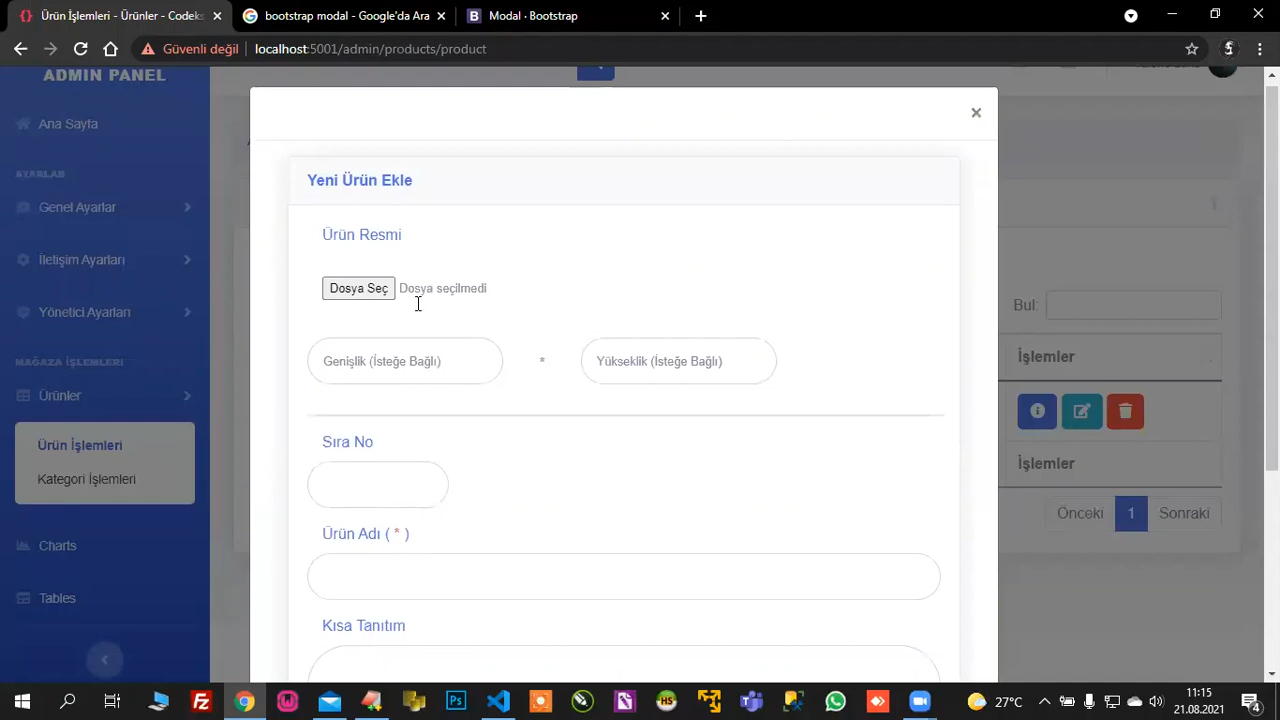 Ürün İşlemleri - Ürünler - Codeks
bootstrap modal - Google'da Ara
Modal · Bootstrap
Güvenli değil
localhost:5001/admin/products/product
ADMIN PANEL
Ana Sayfa
AYARLAR
Genel Ayarlar
İletişim Ayarları
Yönetici Ayarları
MAĞAZA İŞLEMLERİ
Ürünler
Ürün İşlemleri
Kategori İşlemleri
Charts
Tables
×
Yeni Ürün Ekle
Ürün Resmi
Dosya Seç Dosya seçilmedi
Genişlik (İsteğe Bağlı) * Yükseklik (İsteğe Bağlı)
Sıra No
Ürün Adı ( * )
Kısa Tanıtım
Bul:
İşlemler
İşlemler
Önceki 1 Sonraki
27°C
11:15
21.08.2021
4